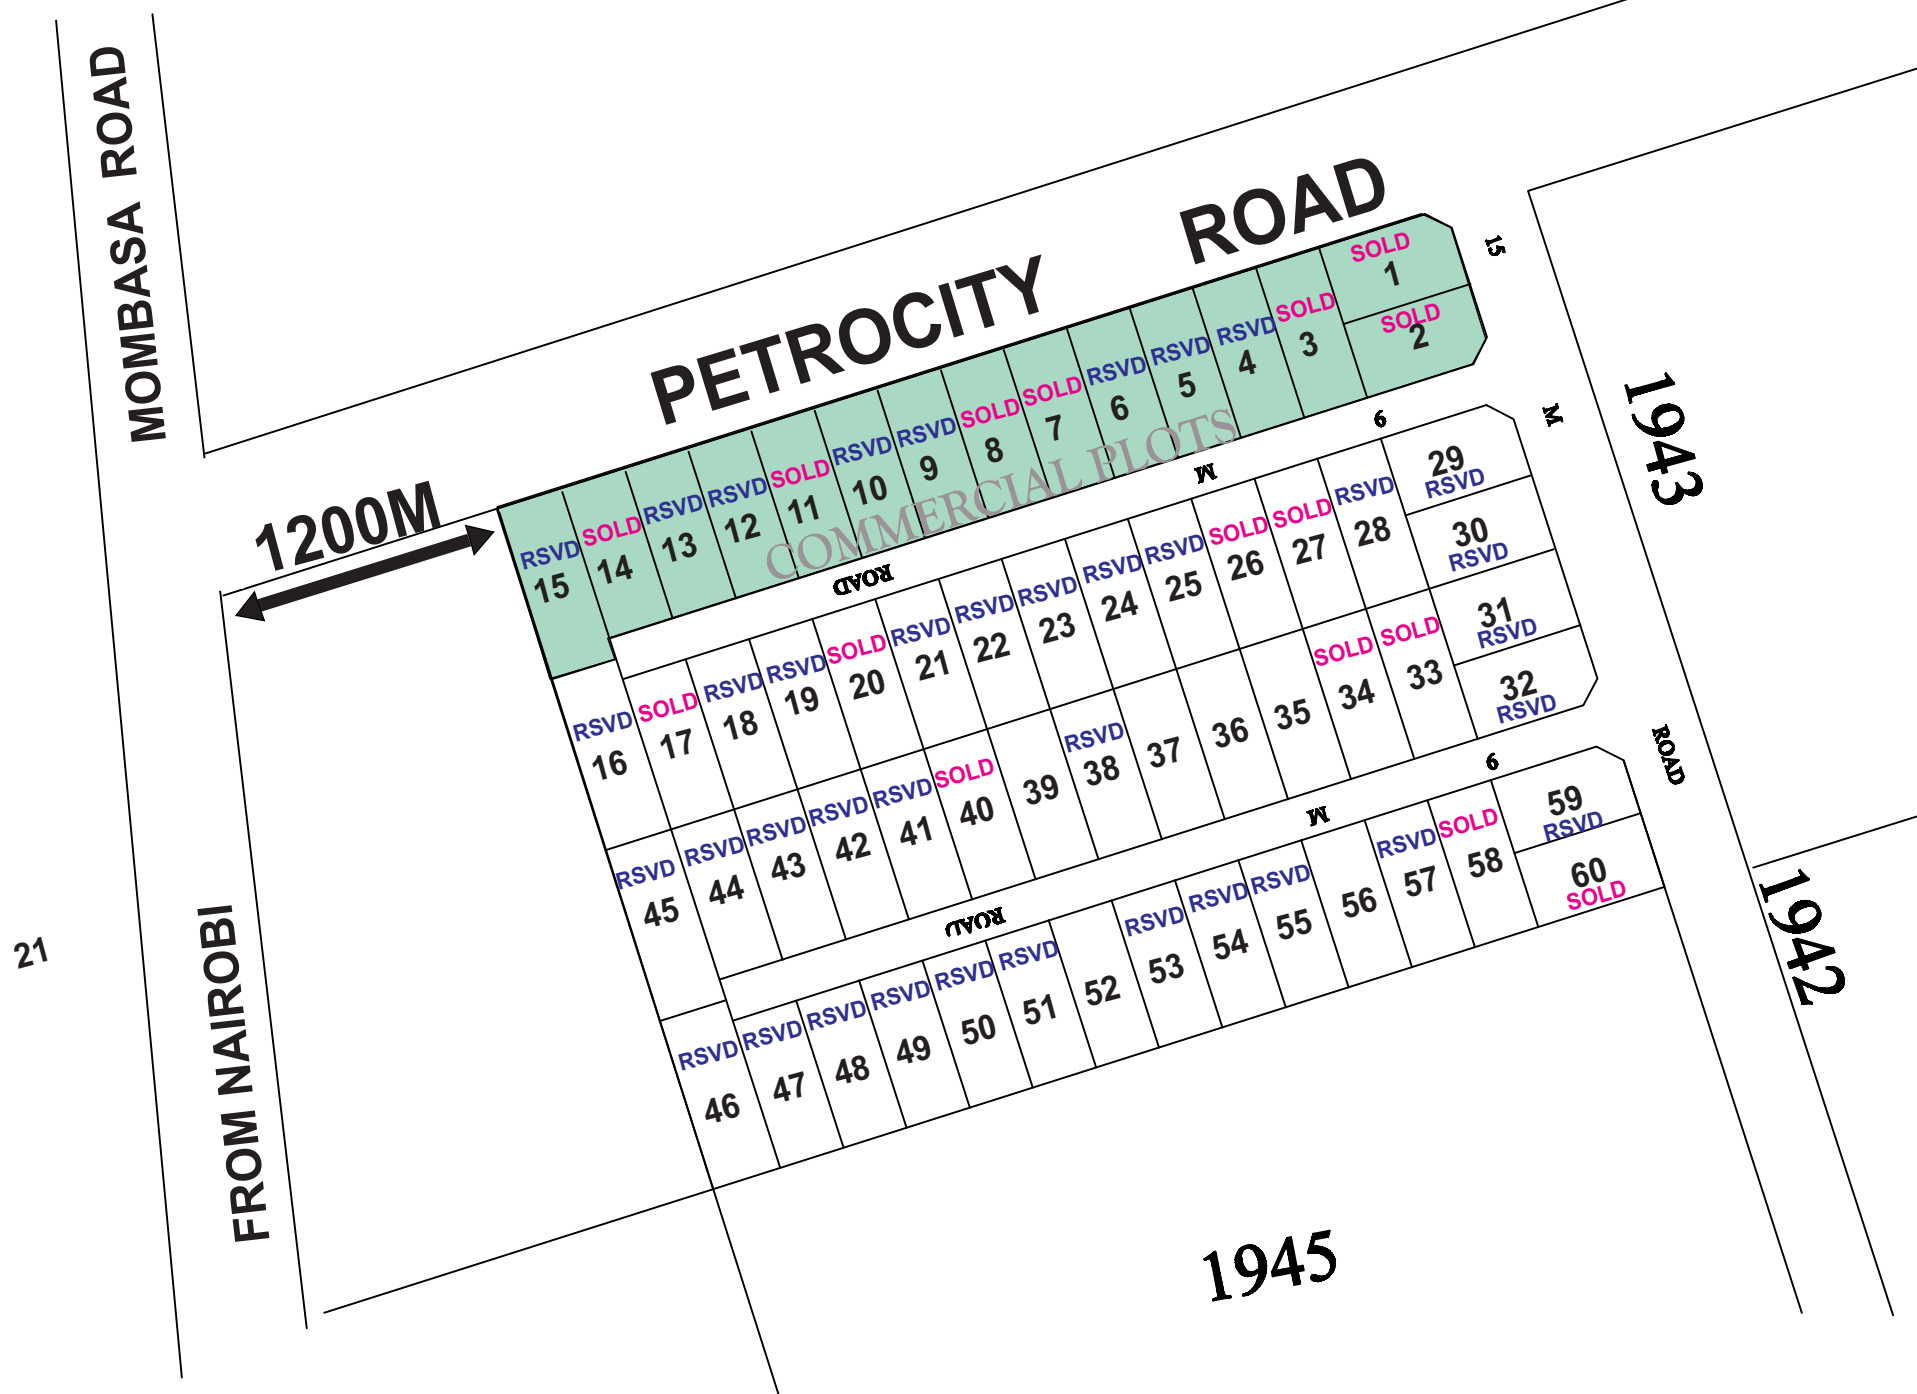 MOMBASA ROAD
FROM NAIROBI
21
1200M
PETROCITY ROAD
COMMERCIAL PLOTS
SOLD
1
SOLD
2
SOLD
3
RSVD
4
RSVD
5
RSVD
6
SOLD
7
SOLD
8
RSVD
9
RSVD
10
SOLD
11
RSVD
12
RSVD
13
SOLD
14
RSVD
15
15 M ROAD
9 M ROAD
RSVD
16
SOLD
17
RSVD
18
RSVD
19
SOLD
20
RSVD
21
RSVD
22
RSVD
23
RSVD
24
RSVD
25
SOLD
26
SOLD
27
RSVD
28
29
RSVD
30
RSVD
31
RSVD
32
RSVD
SOLD
33
SOLD
34
35
36
37
RSVD
38
39
SOLD
40
RSVD
41
RSVD
42
RSVD
43
RSVD
44
RSVD
45
9 M ROAD
RSVD
46
RSVD
47
RSVD
48
RSVD
49
RSVD
50
RSVD
51
52
RSVD
53
RSVD
54
RSVD
55
56
RSVD
57
SOLD
58
59
RSVD
60
SOLD
1943
1942
1945